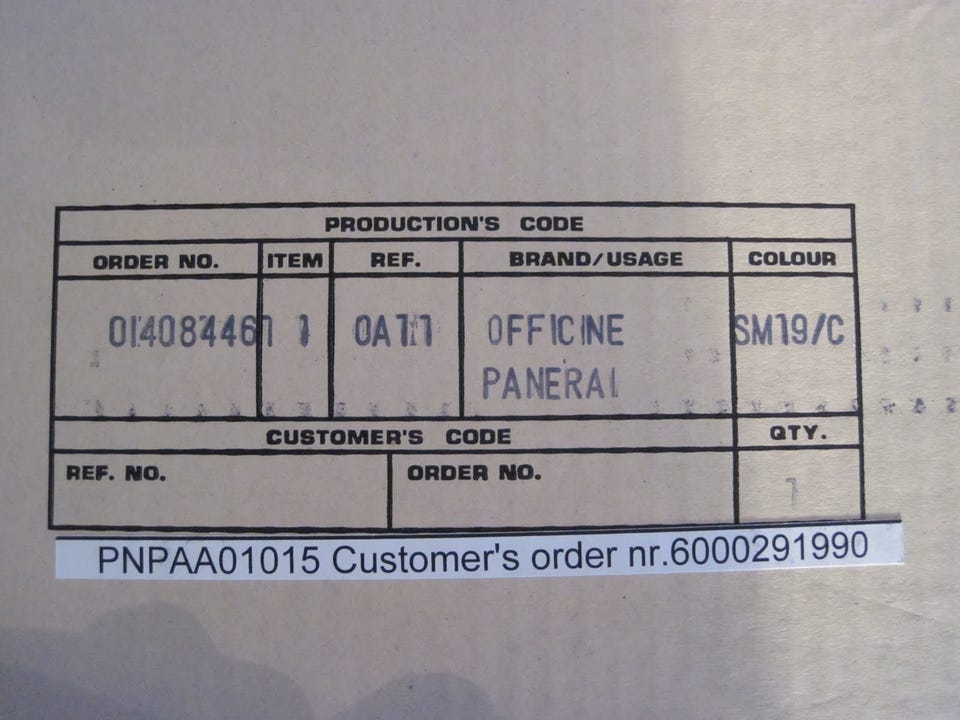 PRODUCTION'S CODE
ORDER NO. ITEM REF. BRAND/USAGE COLOUR
1 OFFICINE SM19/C
PANERAI
CUSTOMER'S CODE QTY.
REF. NO. ORDER NO.
1
PNPAA01015 Customer's order nr.6000291990